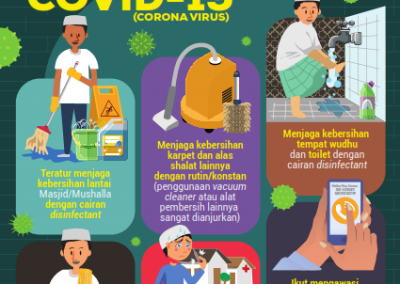 COVID-19
(CORONA VIRUS)
Teratur menjaga
kebersihan lantai
Masjid/Mushalla
dengan cairan
disinfectant
Menjaga kebersihan
karpet dan alas
shalat lainnya
dengan rutin/konstan
(penggunaan vacuum
cleaner atau alat
pembersih lainnya
sangat dianjurkan)
Menjaga kebersihan
tempat wudhu
dan toilet dengan
cairan disinfectant
Ikut mengawasi